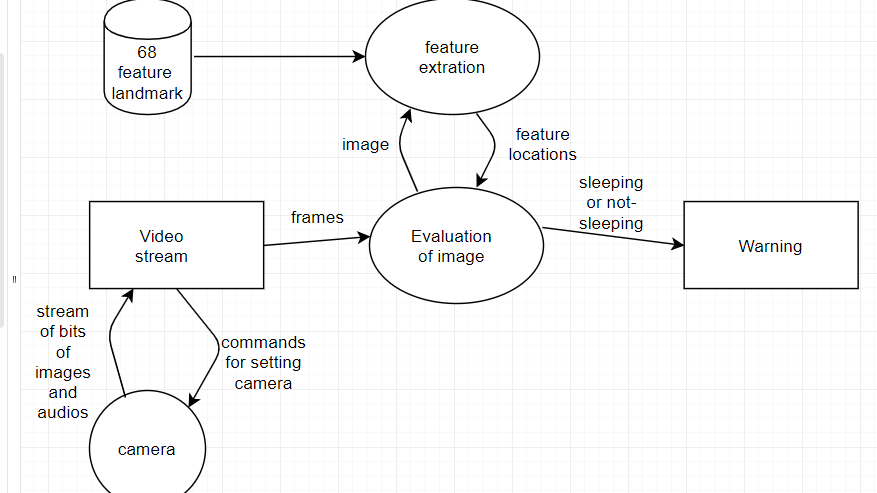 68
feature
landmark
feature
extration
image
feature
locations
sleeping
or not-
sleeping
frames
Video
stream
Evaluation
of image
Warning
stream
of bits
of
images
and
audios
commands
for setting
camera
camera